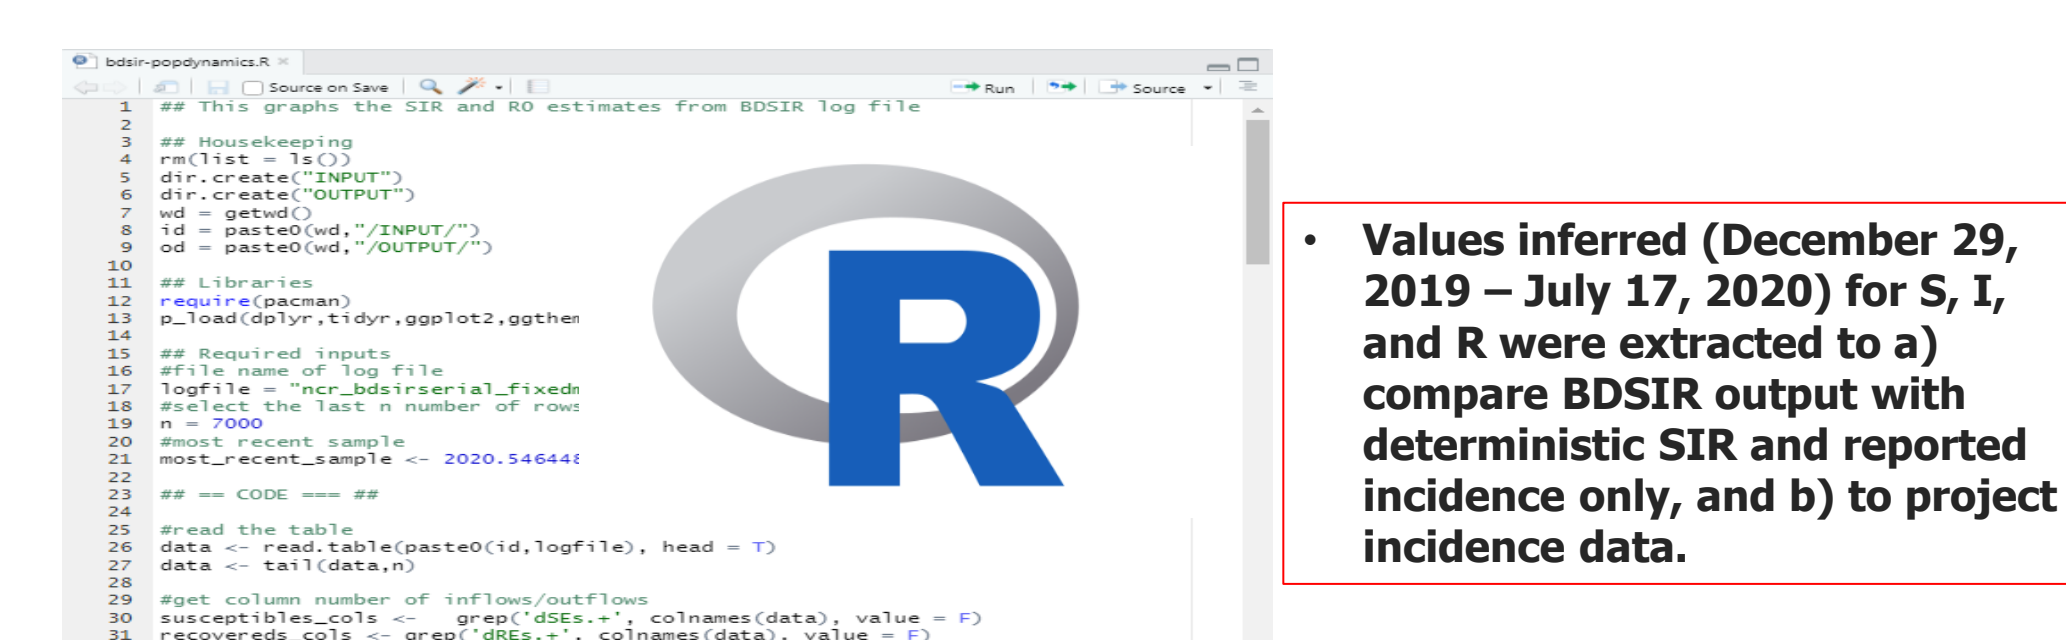 bdsir-popdynamics.R
Source on Save
Run
Source
1 ## This graphs the SIR and R0 estimates from BDSIR log file
2
3 ## Housekeeping
4 rm(list = ls())
5 dir.create("INPUT")
6 dir.create("OUTPUT")
7 wd = getwd()
8 id = paste0(wd,"/INPUT/")
9 od = paste0(wd,"/OUTPUT/")
10
11 ## Libraries
12 require(pacman)
13 p_load(dplyr,tidyr,ggplot2,ggthem
14
15 ## Required inputs
16 #file name of log file
17 logfile = "ncr_bdsirserial_fixedm
18 #select the last n number of rows
19 n = 7000
20 #most recent sample
21 most_recent_sample <- 2020.546448
22
23 ## == CODE === ##
24
25 #read the table
26 data <- read.table(paste0(id,logfile), head = T)
27 data <- tail(data,n)
28
29 #get column number of inflows/outflows
30 susceptibles_cols <-  grep('dSEs.+', colnames(data), value = F)
31 recovereds_cols <- grep('dREs.+', colnames(data), value = F)
R
• Values inferred (December 29,
2019 – July 17, 2020) for S, I,
and R were extracted to a)
compare BDSIR output with
deterministic SIR and reported
incidence only, and b) to project
incidence data.